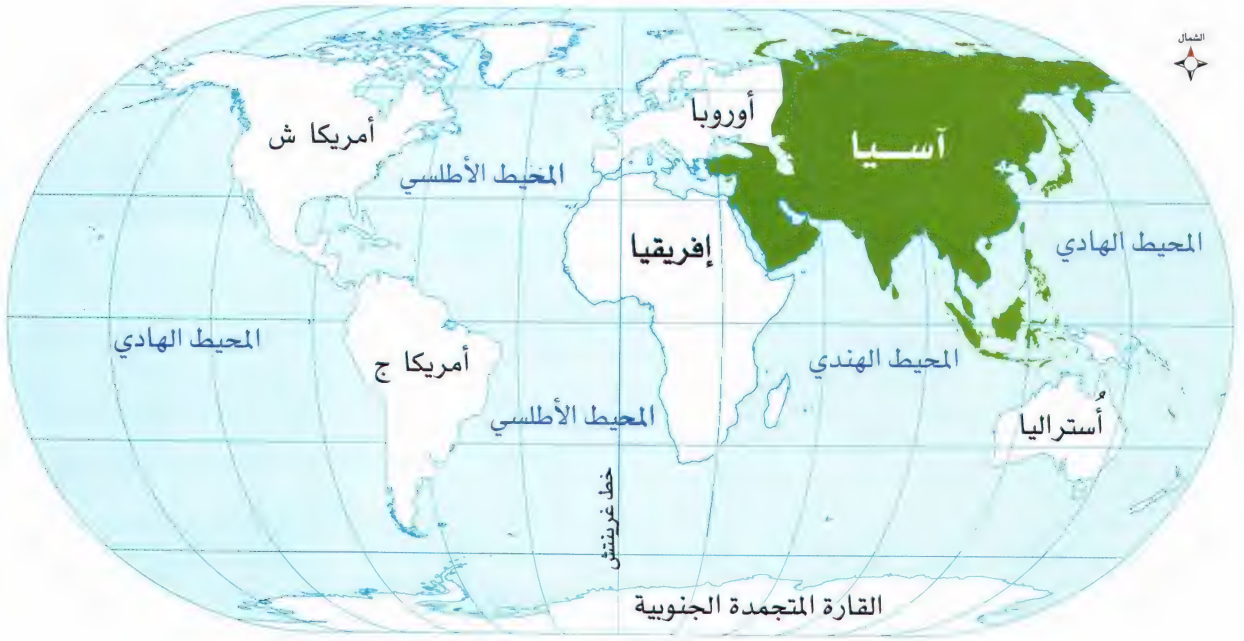 الشمال
أوروبا
أمريكا ش
آسيا
المحيط الأطلسي
المحيط الهادي
إفريقيا
المحيط الهادي
أمريكا ج
المحيط الهندي
المحيط الأطلسي
أُستراليا
خط غرينتش
القارة المتجمدة الجنوبية